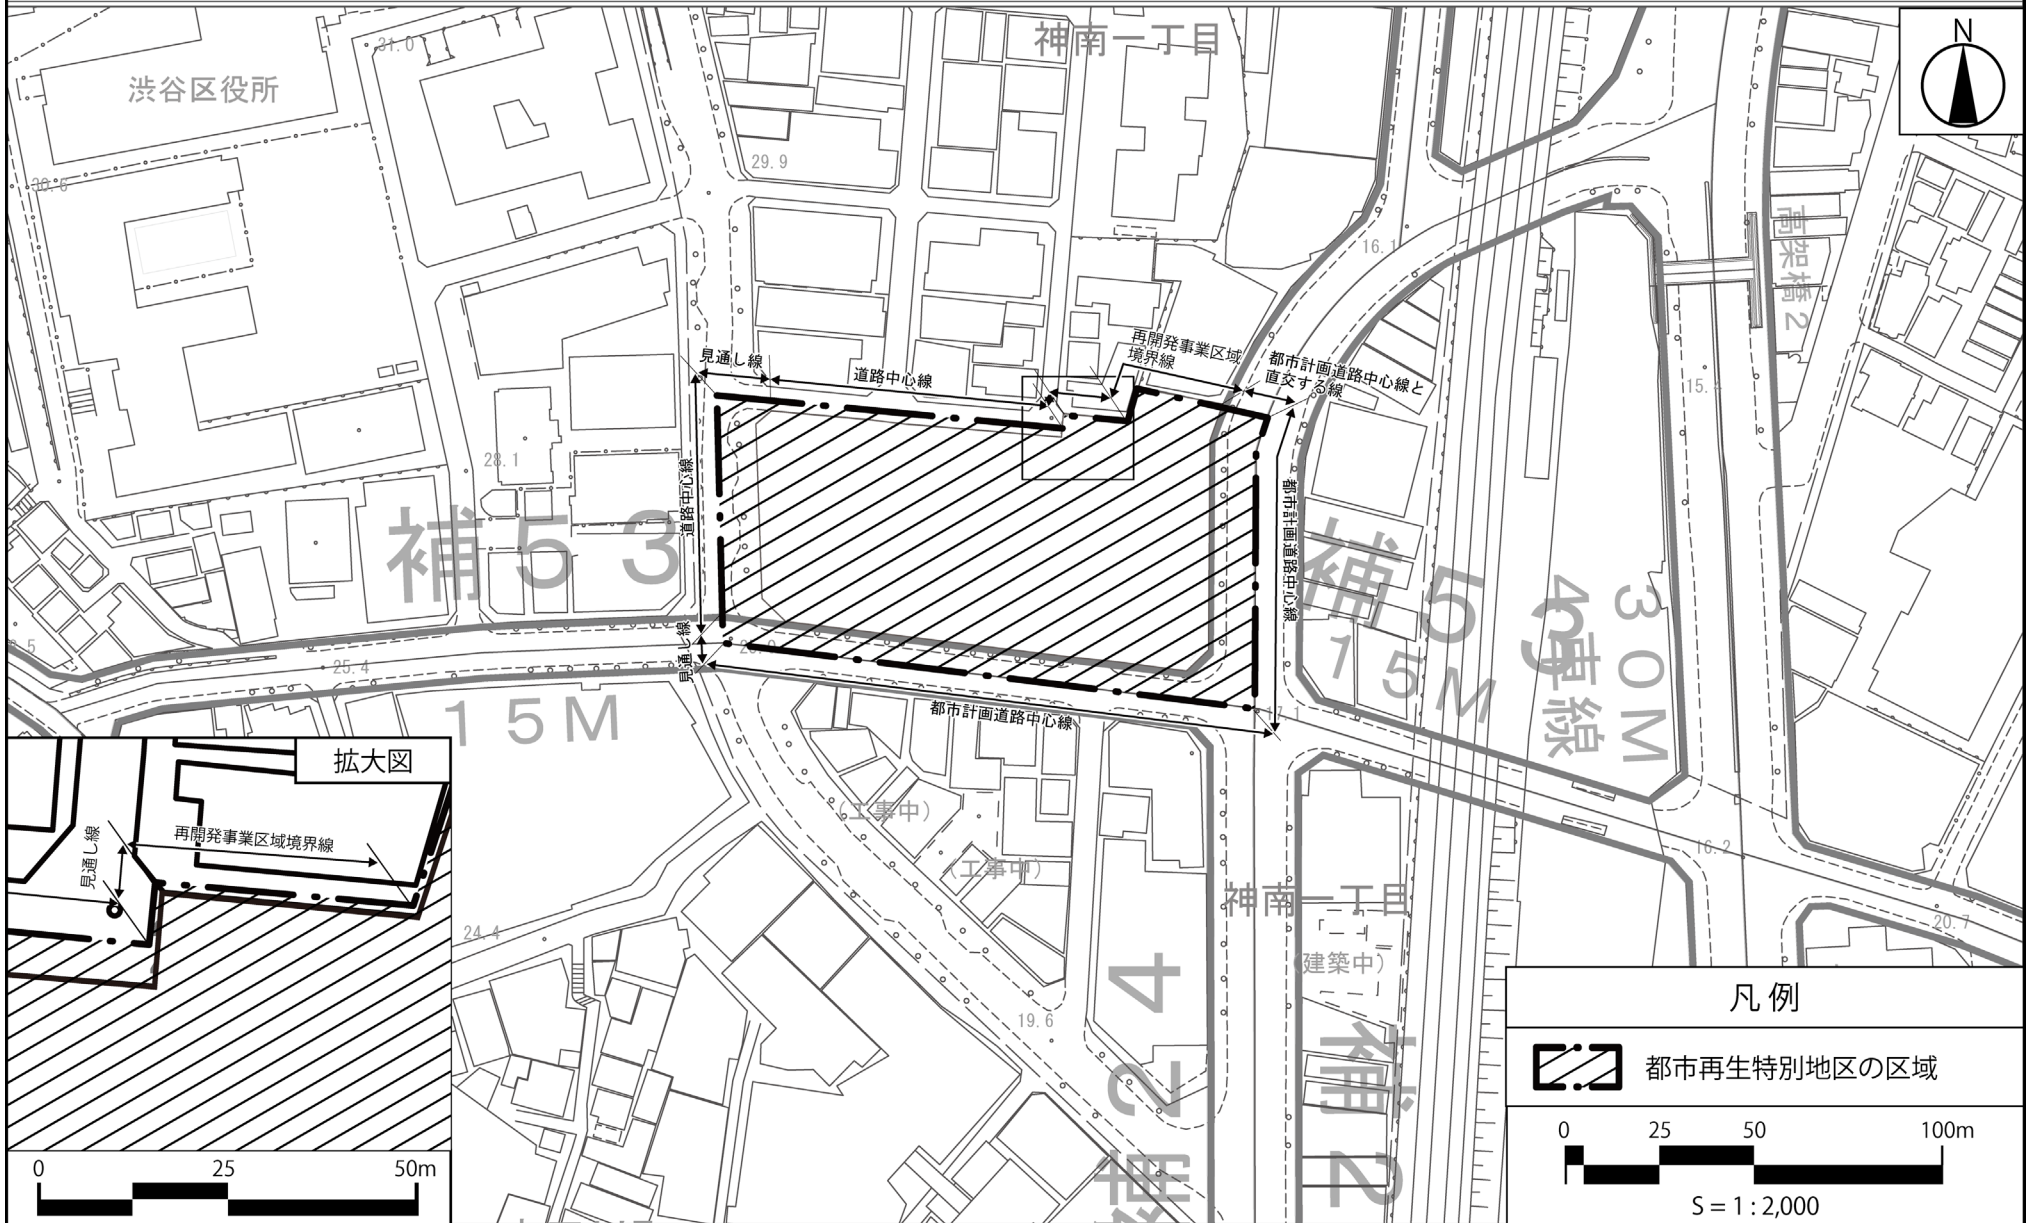 神南一丁目
N
31.0
渋谷区役所
29.9
30.6
高架橋2
16.1
見通し線
道路中心線
再開発事業区域
境界線
都市計画道路中心線と
直交する線
28.1
道路中心線
都市計画道路中心線
補53
15M
補5
15M
4車線
30M
見通し線
25.4
都市計画道路中心線
17.1
拡大図
見通し線
再開発事業区域境界線
(工事中)
(工事中)
16.2
神南一丁目
20.7
24.4
(建築中)
19.6
補24
補2
凡例
都市再生特別地区の区域
0 25 50 100m
S = 1 : 2,000
0 25 50m